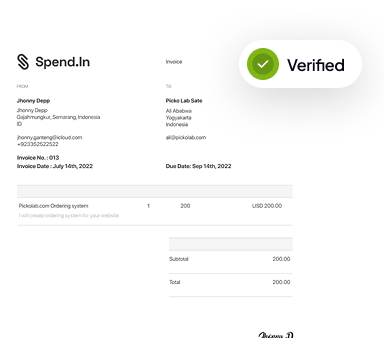 Spend.In
Invoice
Verified
FROM
TO
Jhonny Depp
Picko Lab Sate
Jhonny Depp
Ali Ababwa
Gajahmungkur, Semarang, Indonesia
Yogyakarta
ID
Indonesia
jhonny.ganteng@icloud.com
ali@pickolab.com
+923352522522
Invoice No. : 013
Invoice Date : July 14th, 2022
Due Date: Sep 14th, 2022
Pickolab.com Ordering system 1 200 USD 200.00
I will create ordering system for your website
Subtotal 200.00
Total 200.00